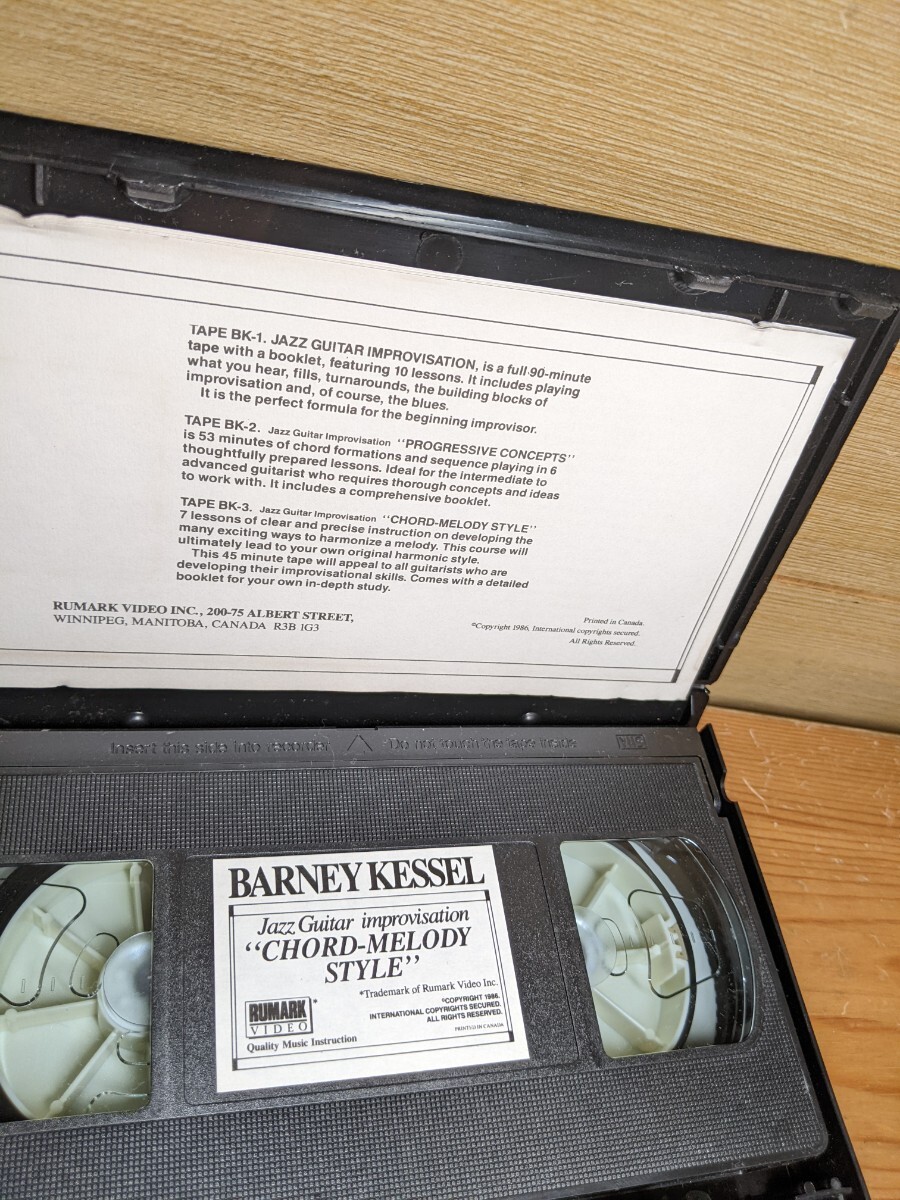 TAPE BK-1. JAZZ GUITAR IMPROVISATION, is a full 90-minute
tape with a booklet, featuring 10 lessons. It includes playing
what you hear, fills, turnarounds, the building blocks of
improvisation and, of course, the blues.
It is the perfect formula for the beginning improvisor.
TAPE BK-2. Jazz Guitar Improvisation "PROGRESSIVE CONCEPTS"
is 53 minutes of chord formations and sequence playing in 6
thoughtfully prepared lessons. Ideal for the intermediate to
advanced guitarist who requires thorough concepts and ideas
to work with. It includes a comprehensive booklet.
TAPE BK-3. Jazz Guitar Improvisation "CHORD-MELODY STYLE"
7 lessons of clear and precise instruction on developing the
many exciting ways to harmonize a melody. This course will
ultimately lead to your own original harmonic style.
This 45 minute tape will appeal to all guitarists who are
developing their improvisational skills. Comes with a detailed
booklet for your own in-depth study.
RUMARK VIDEO INC., 200-75 ALBERT STREET,
WINNIPEG, MANITOBA, CANADA R3B 1G3
Printed in Canada.
©Copyright 1986, International copyrights secured.
All Rights Reserved.
Insert this side into recorder △ Do not touch the tape inside VHS
BARNEY KESSEL
Jazz Guitar improvisation
"CHORD-MELODY
STYLE"
*Trademark of Rumark Video Inc.
RUMARK*
VIDEO
©COPYRIGHT 1986.
INTERNATIONAL COPYRIGHTS SECURED.
ALL RIGHTS RESERVED.
PRINTED IN CANADA
Quality Music Instruction